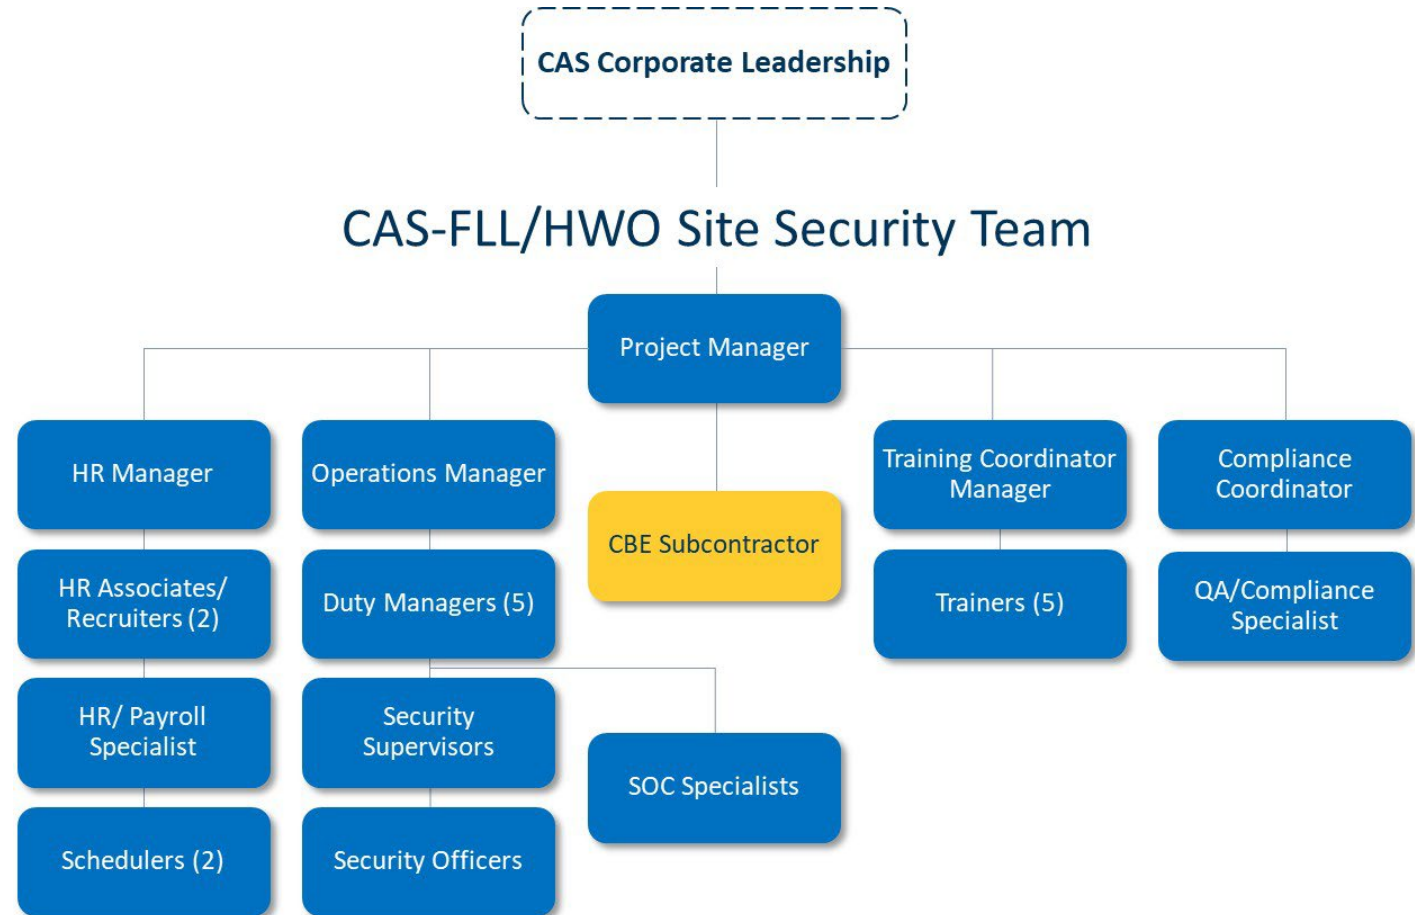 CAS Corporate Leadership
CAS-FLL/HWO Site Security Team
Project Manager
HR Manager
Operations Manager
Training Coordinator
Manager
Compliance
Coordinator
CBE Subcontractor
HR Associates/
Recruiters (2)
Duty Managers (5)
Trainers (5)
QA/Compliance
Specialist
HR/ Payroll
Specialist
Security
Supervisors
SOC Specialists
Schedulers (2)
Security Officers